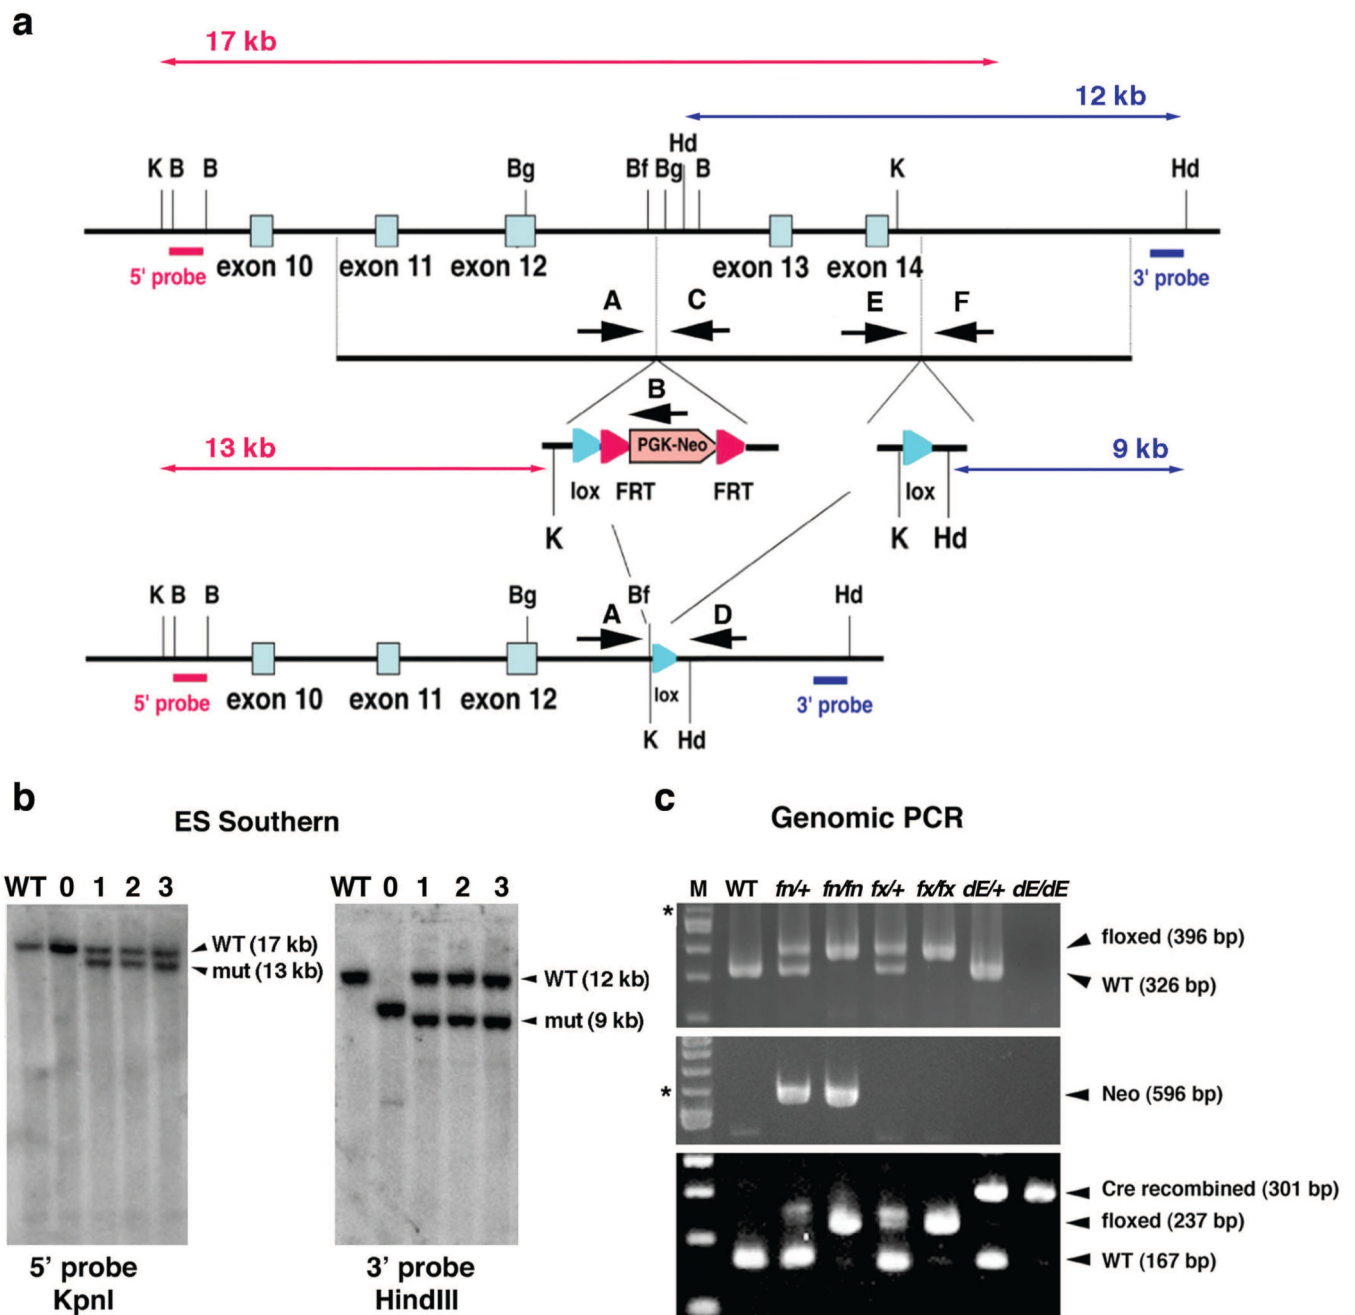 a
17 kb
12 kb
Hd
K B B Bg Bf Bg B K Hd
5' probe exon 10 exon 11 exon 12 exon 13 exon 14 3' probe
A C E F
B
13 kb PGK-Neo 9 kb
lox FRT FRT lox
K K Hd
K B B Bg Bf Hd
A D
5' probe exon 10 exon 11 exon 12 lox 3' probe
K Hd
b
ES Southern
WT 0 1 2 3
WT (17 kb)
mut (13 kb)
5’ probe
KpnI
WT 0 1 2 3
WT (12 kb)
mut (9 kb)
3’ probe
HindIII
c
Genomic PCR
M WT fn/+ fn/fn fx/+ fx/fx dE/+ dE/dE
*
floxed (396 bp)
WT (326 bp)
*
Neo (596 bp)
Cre recombined (301 bp)
floxed (237 bp)
WT (167 bp)